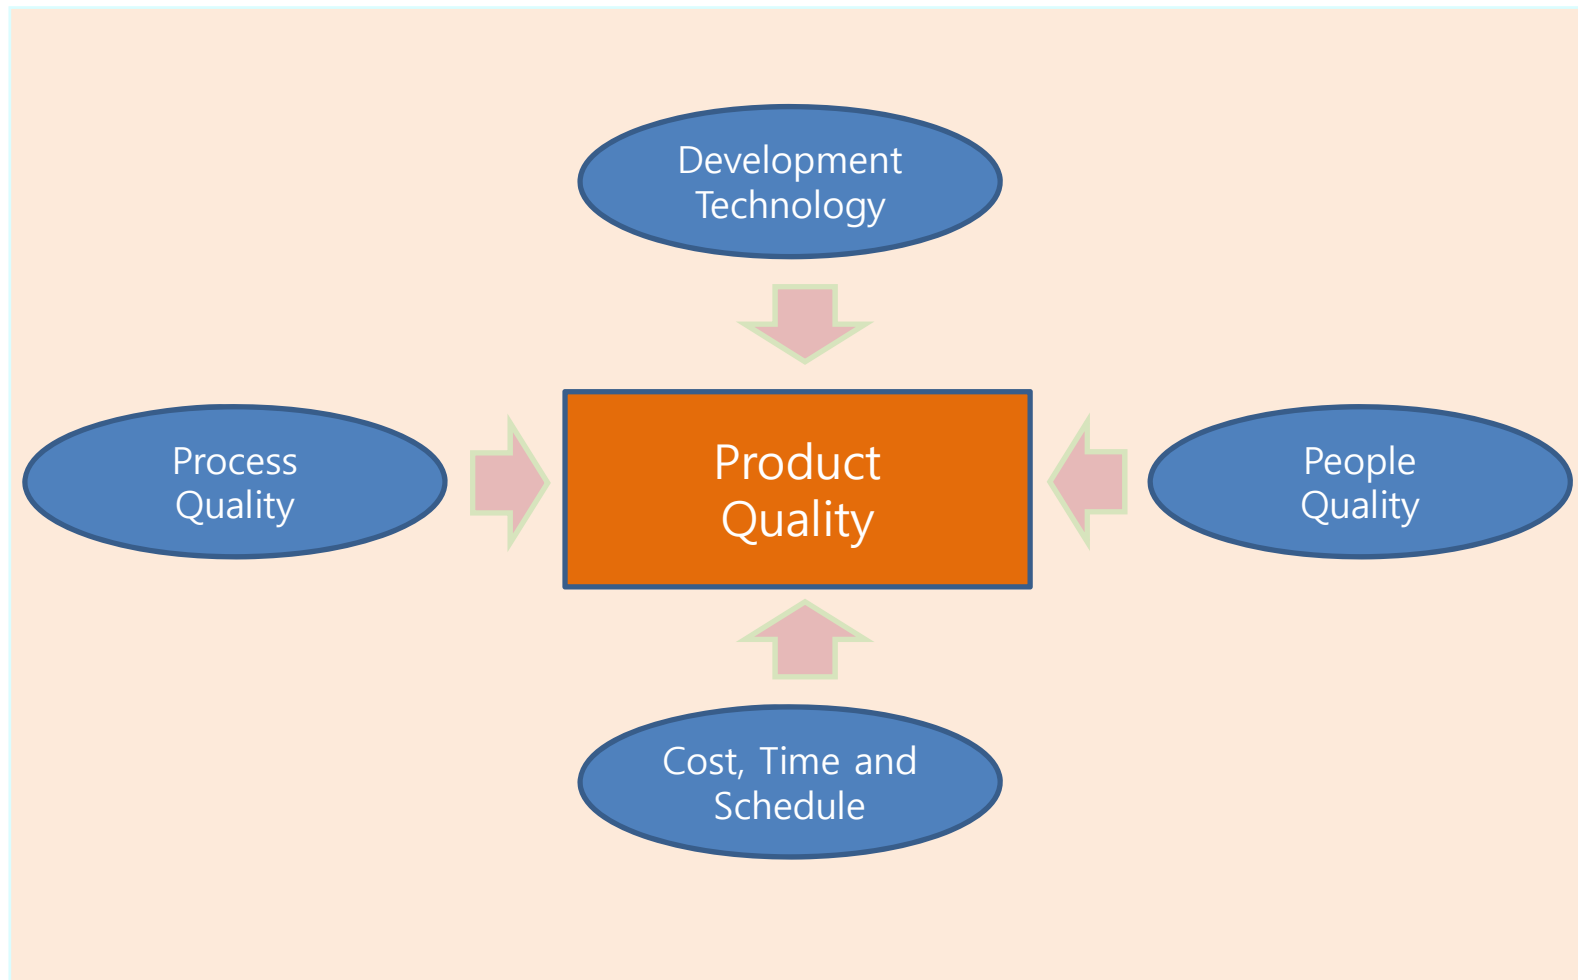 Development
Technology
Process
Quality
Product
Quality
People
Quality
Cost, Time and
Schedule